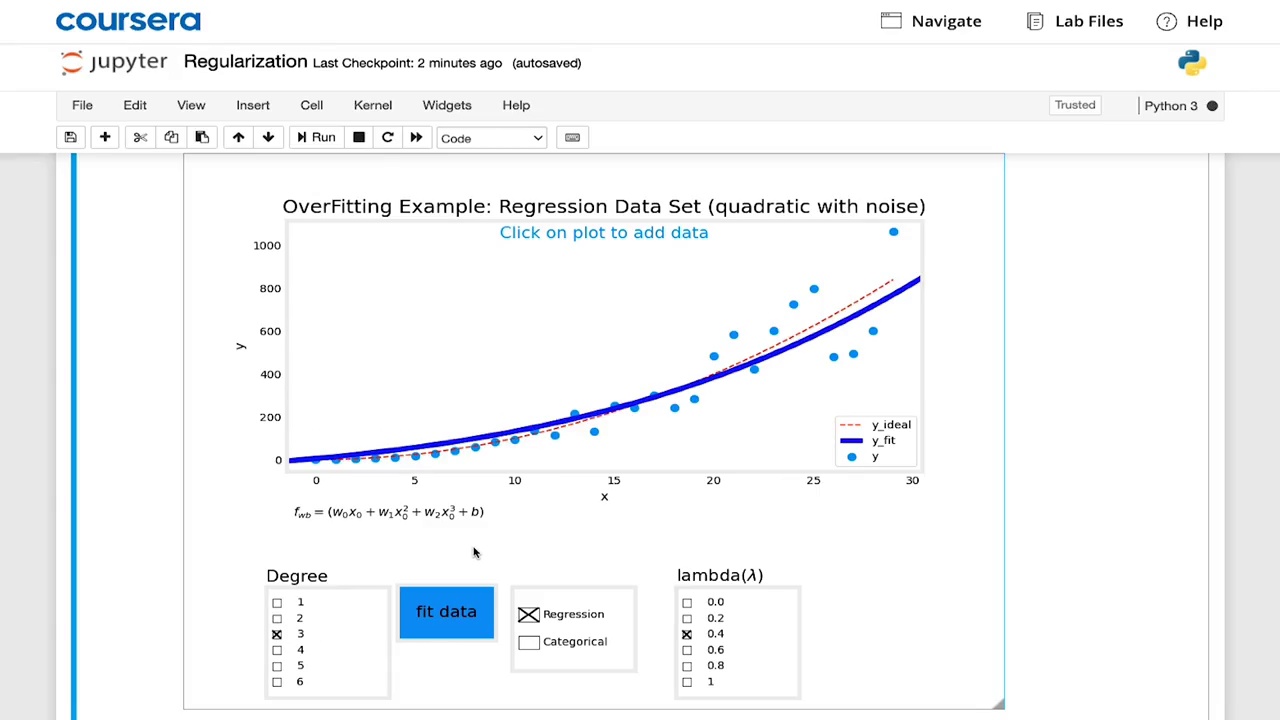 coursera
Navigate Lab Files Help
jupyter Regularization Last Checkpoint: 2 minutes ago (autosaved)
File Edit View Insert Cell Kernel Widgets Help Trusted Python 3
Run Code
OverFitting Example: Regression Data Set (quadratic with noise)
Click on plot to add data
1000
800
600
400
200
0
y
y_ideal
y_fit
y
0 5 10 15 20 25 30
x
f_{wb} = (w_0x_0 + w_1x_0^2 + w_2x_0^3 + b)
Degree
1
2
3
4
5
6
fit data
Regression
Categorical
lambda(λ)
0.0
0.2
0.4
0.6
0.8
1